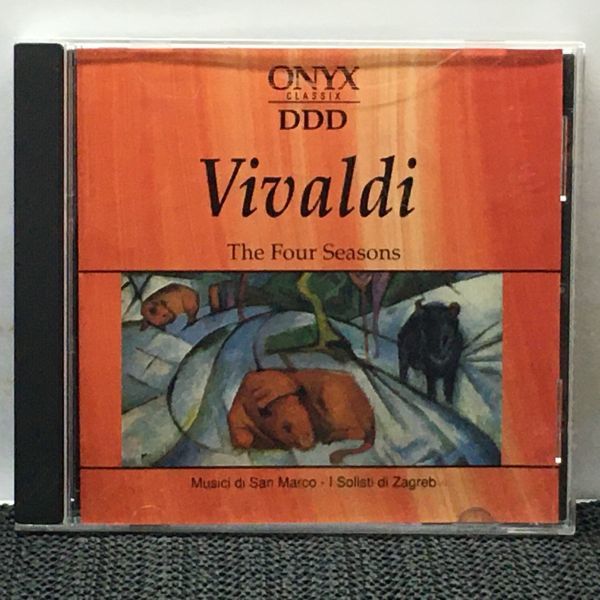 ONYX
CLASSIX
DDD
Vivaldi
The Four Seasons
Musici di San Marco - I Solisti di Zagreb